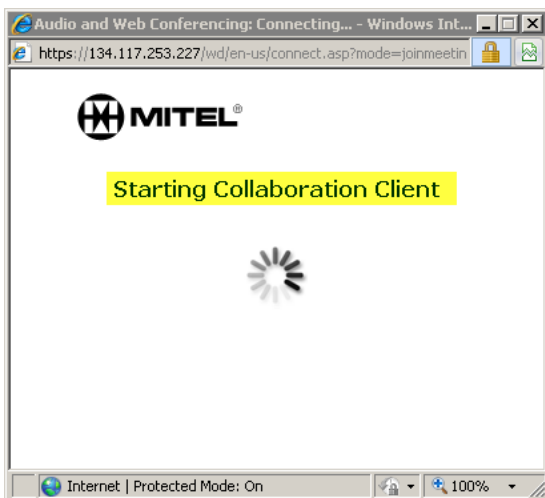 Audio and Web Conferencing: Connecting... - Windows Int...
https://134.117.253.227/wd/en-us/connect.asp?mode=joinmeetin
MITEL®
Starting Collaboration Client
Internet | Protected Mode: On
100%